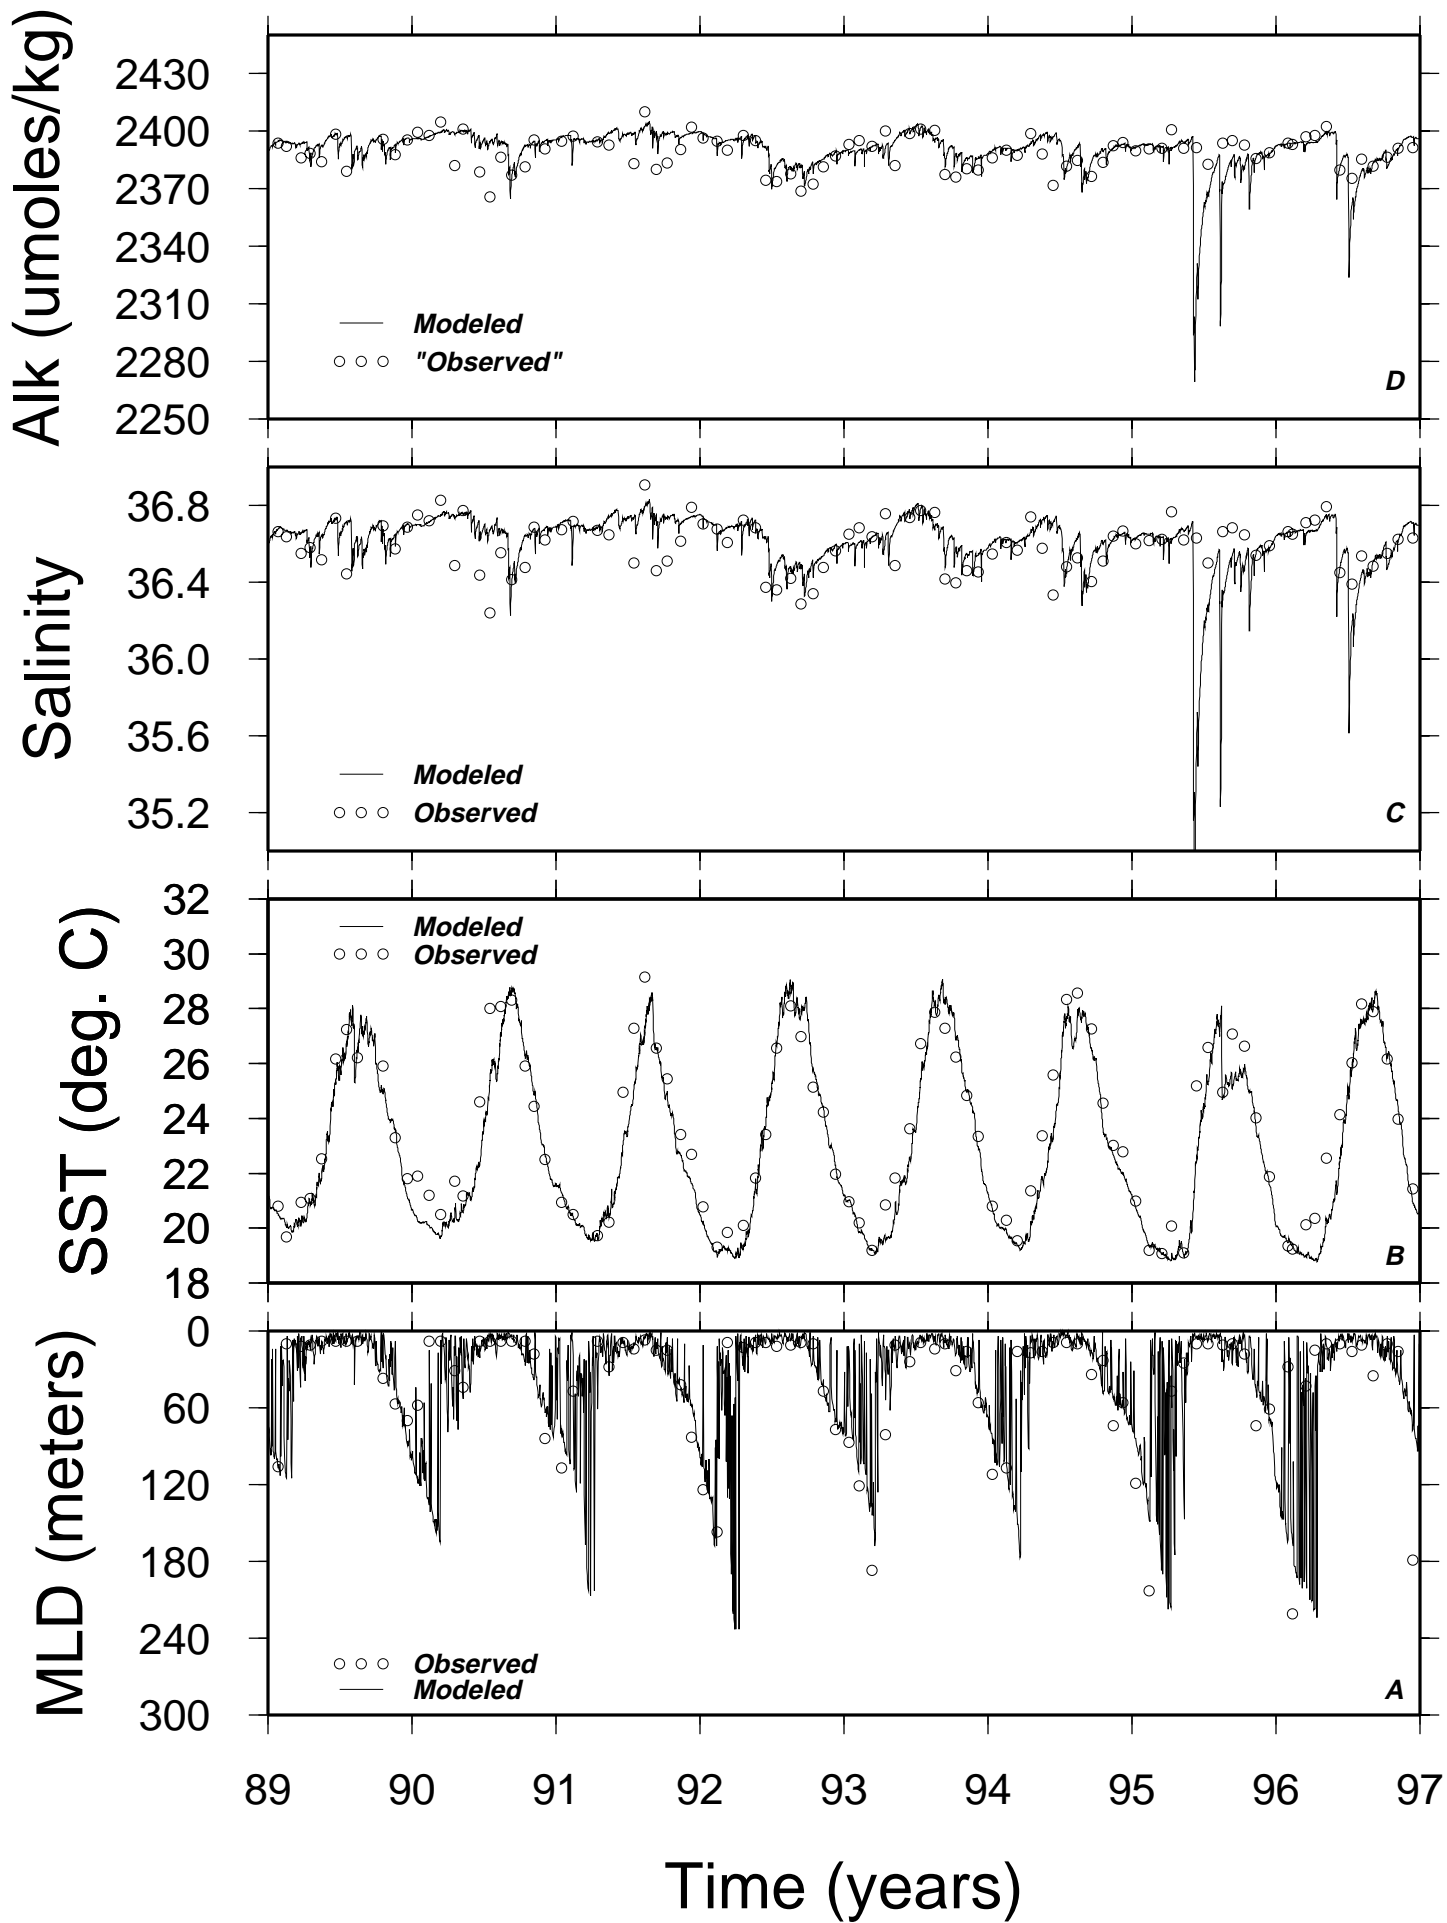 Alk (umoles/kg)
2430
2400
2370
2340
2310
2280
2250
Modeled
"Observed"
D
Salinity
36.8
36.4
36.0
35.6
35.2
Modeled
Observed
C
SST (deg. C)
32
30
28
26
24
22
20
18
Modeled
Observed
B
MLD (meters)
0
60
120
180
240
300
Observed
Modeled
A
89 90 91 92 93 94 95 96 97
Time (years)